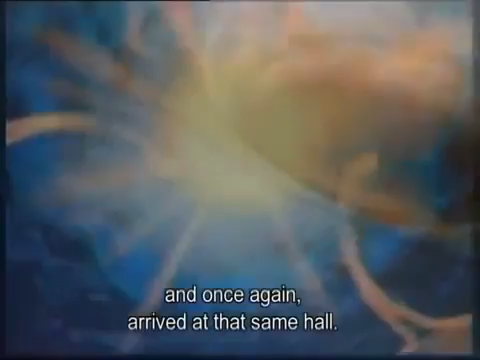 and once again,
arrived at that same hall.